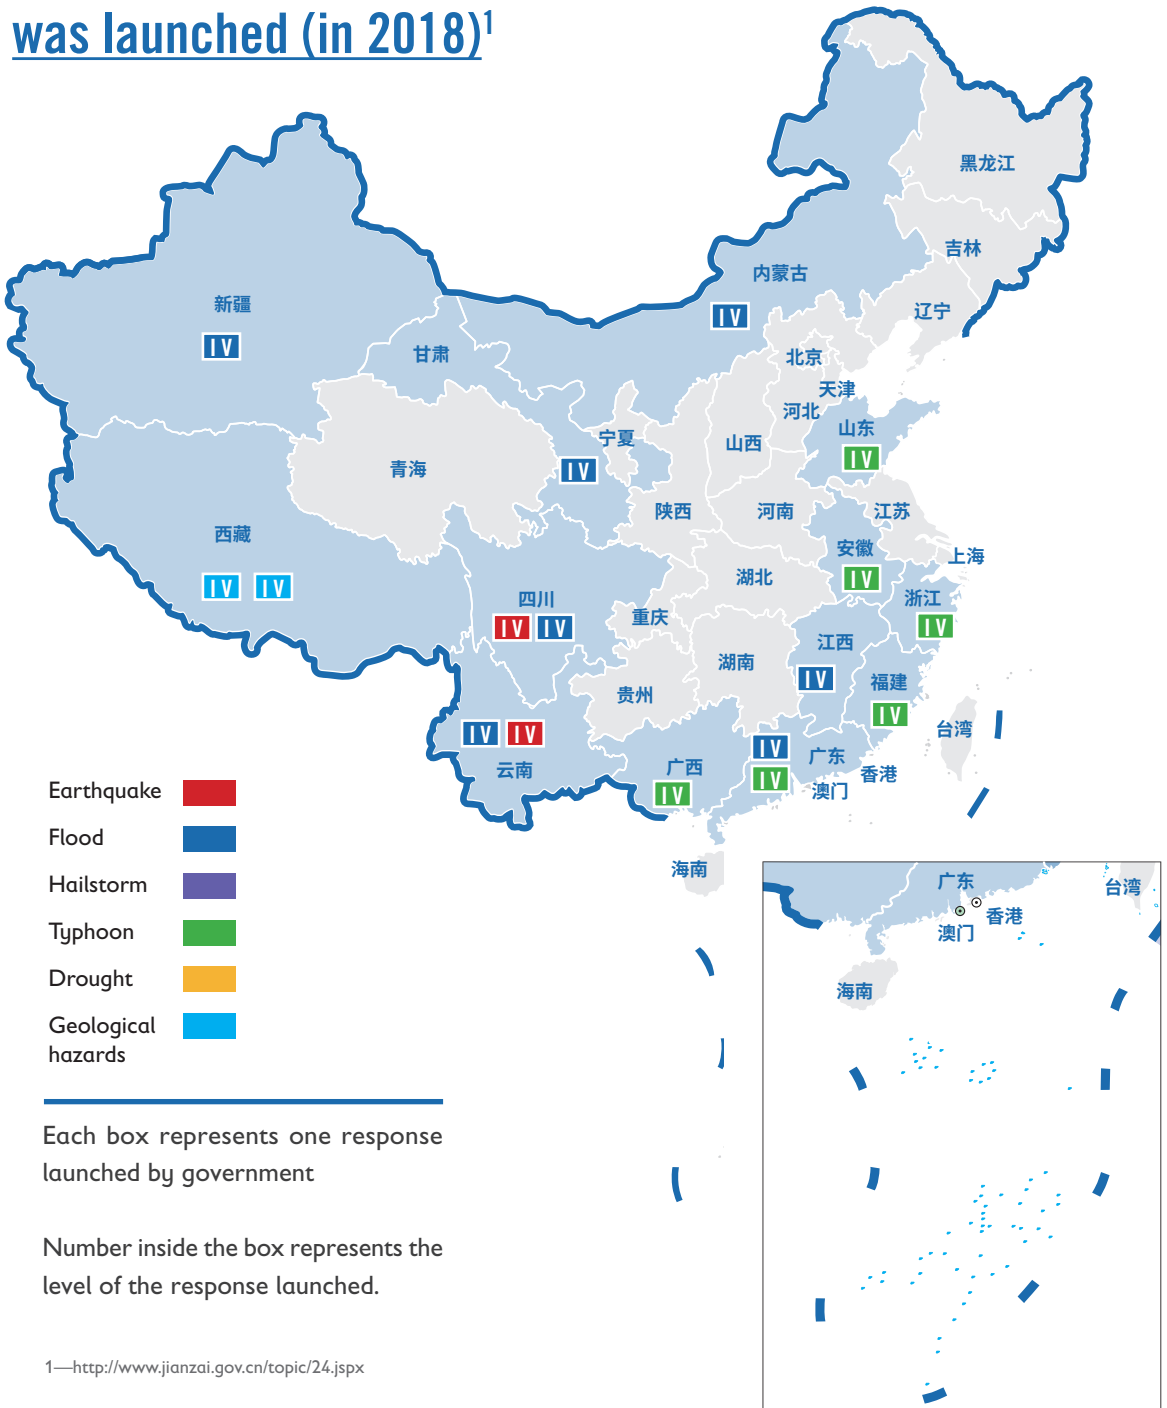 was launched (in 2018)1
黑龙江
吉林
内蒙古
辽宁
新疆
IV
IV
甘肃
北京
天津
河北
山东
宁夏
山西
IV
青海
IV
陕西
河南
江苏
西藏
安徽
上海
湖北
IV
IV IV
四川
浙江
重庆
IV IV
IV
江西
湖南
IV
福建
贵州
IV
台湾
IV IV
IV
广东
云南
广西
香港
IV
IV
澳门
海南
Earthquake
Flood
Hailstorm
Typhoon
Drought
Geological
hazards
Each box represents one response
launched by government
Number inside the box represents the
level of the response launched.
1—http://www.jianzai.gov.cn/topic/24.jspx
广东
台湾
香港
澳门
海南